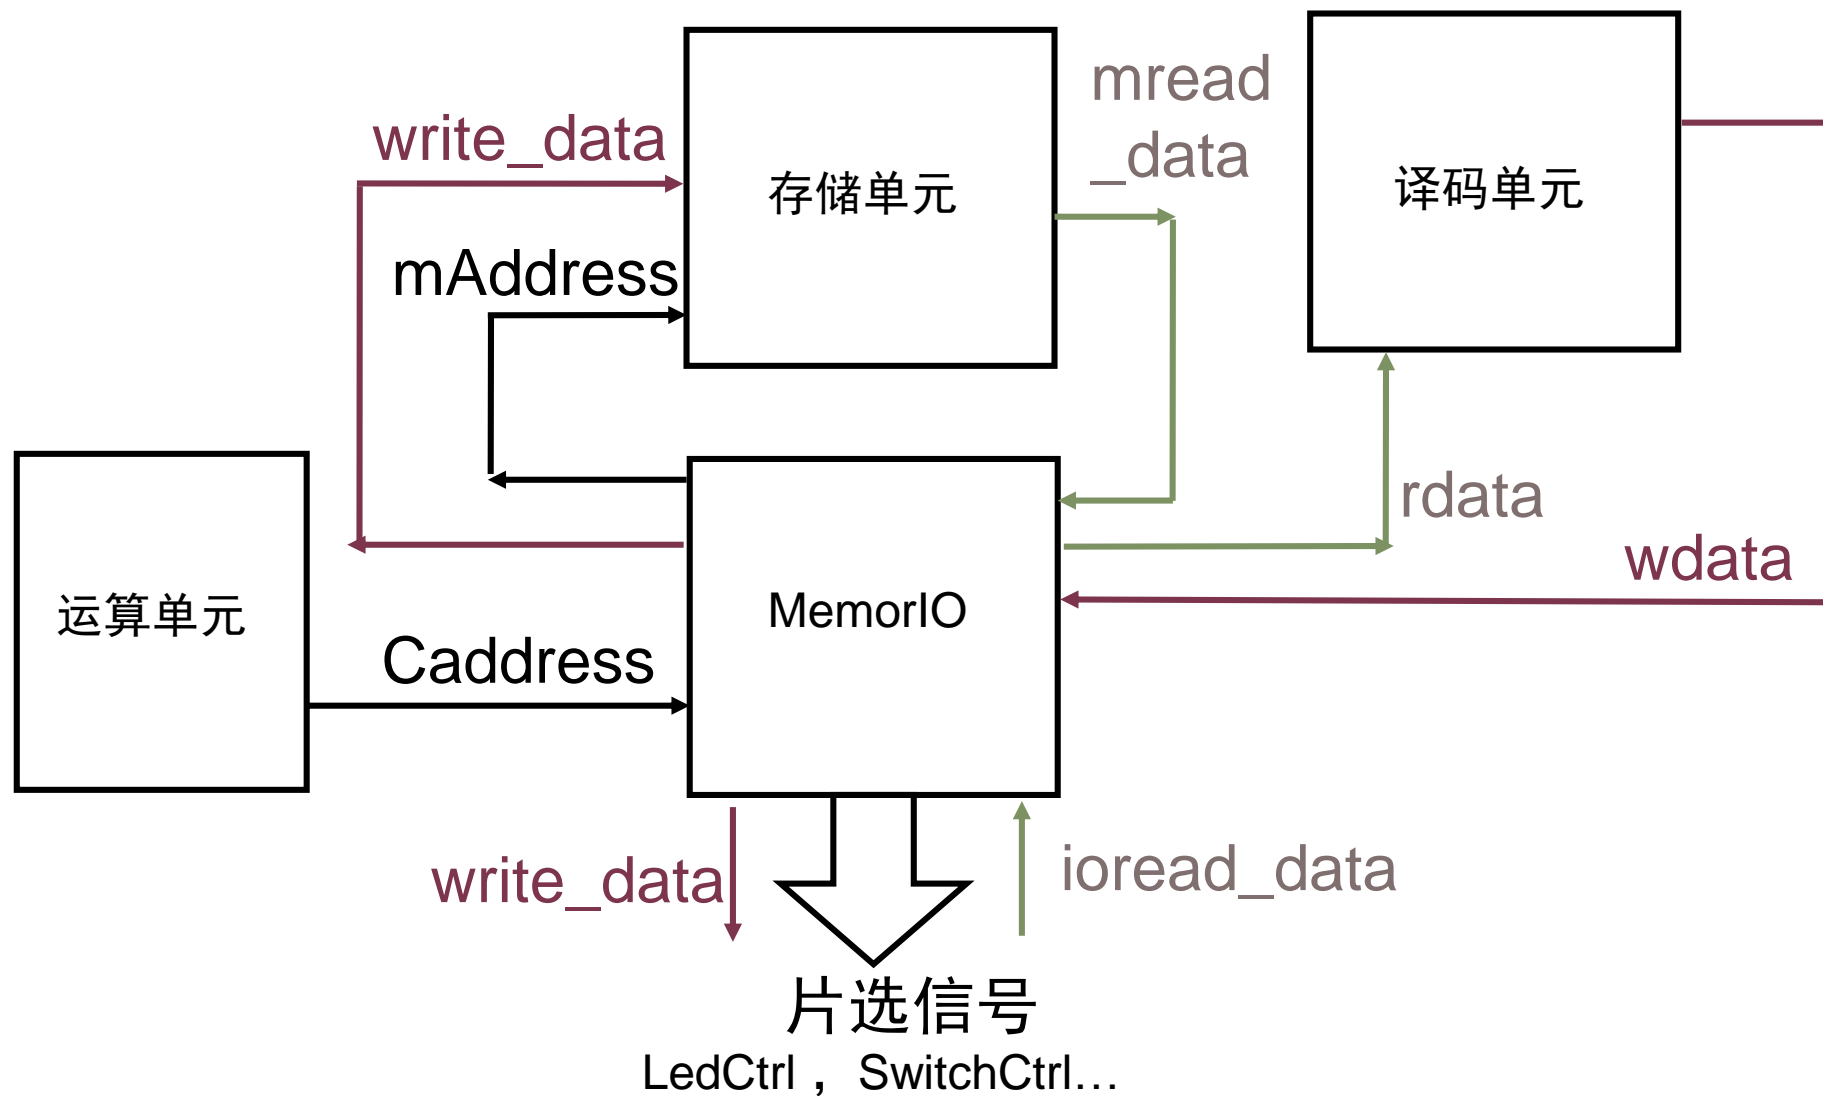 mread
_data
write_data
存储单元
译码单元
mAddress
rdata
wdata
运算单元
MemorIO
Caddress
write_data
ioread_data
片选信号
LedCtrl ，SwitchCtrl…